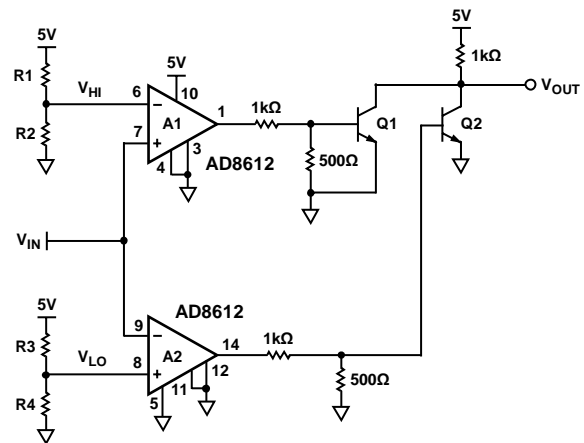 5V
5V
5V
R1
1kΩ
V_HI
6
10
V_OUT
R2
A1
1
1kΩ
Q1
Q2
7
3
4
AD8612
500Ω
V_IN
AD8612
5V
9
R3
14
1kΩ
V_LO
8
A2
12
11
500Ω
R4
5